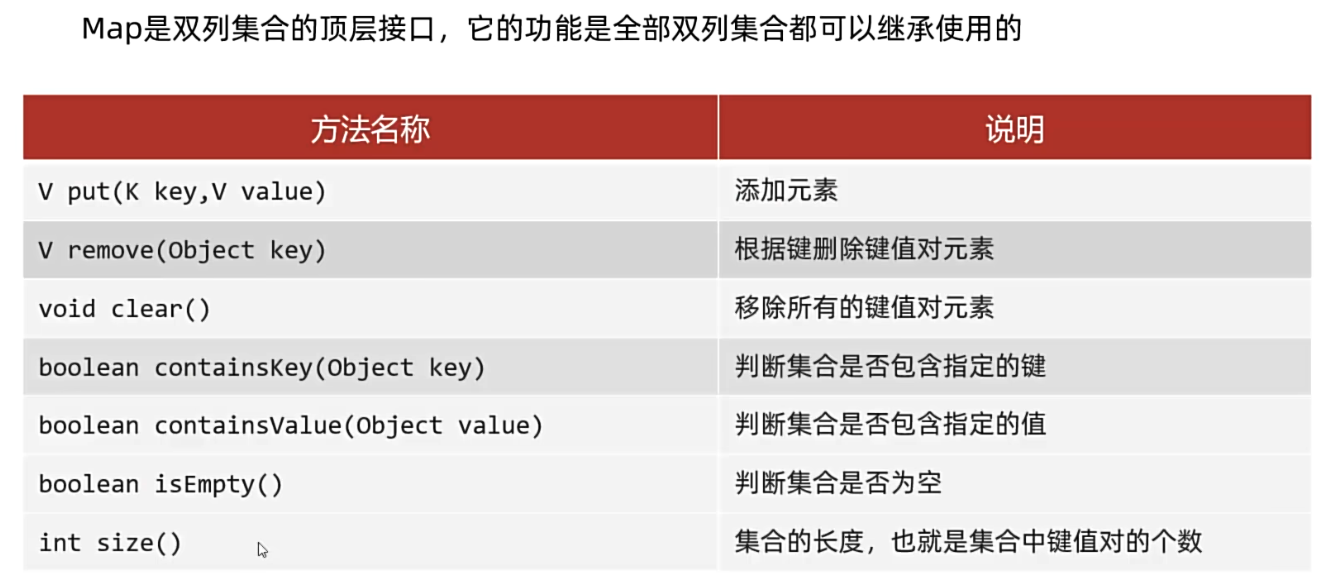 Map是双列集合的顶层接口，它的功能是全部双列集合都可以继承使用的
方法名称 说明
V put(K key,V value) 添加元素
V remove(Object key) 根据键删除键值对元素
void clear() 移除所有的键值对元素
boolean containsKey(Object key) 判断集合是否包含指定的键
boolean containsValue(Object value) 判断集合是否包含指定的值
boolean isEmpty() 判断集合是否为空
int size() 集合的长度，也就是集合中键值对的个数